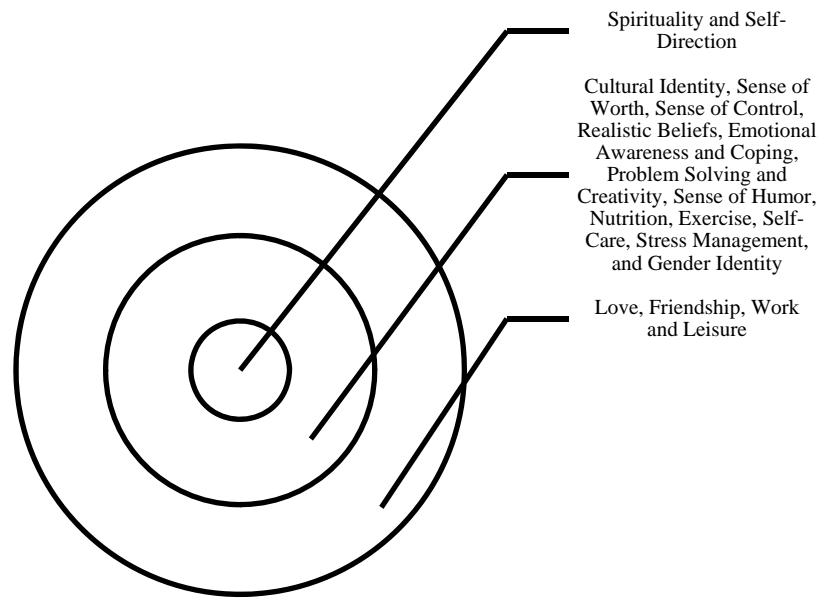 Spirituality and Self-
Direction
Cultural Identity, Sense of
Worth, Sense of Control,
Realistic Beliefs, Emotional
Awareness and Coping,
Problem Solving and
Creativity, Sense of Humor,
Nutrition, Exercise, Self-
Care, Stress Management,
and Gender Identity
Love, Friendship, Work
and Leisure